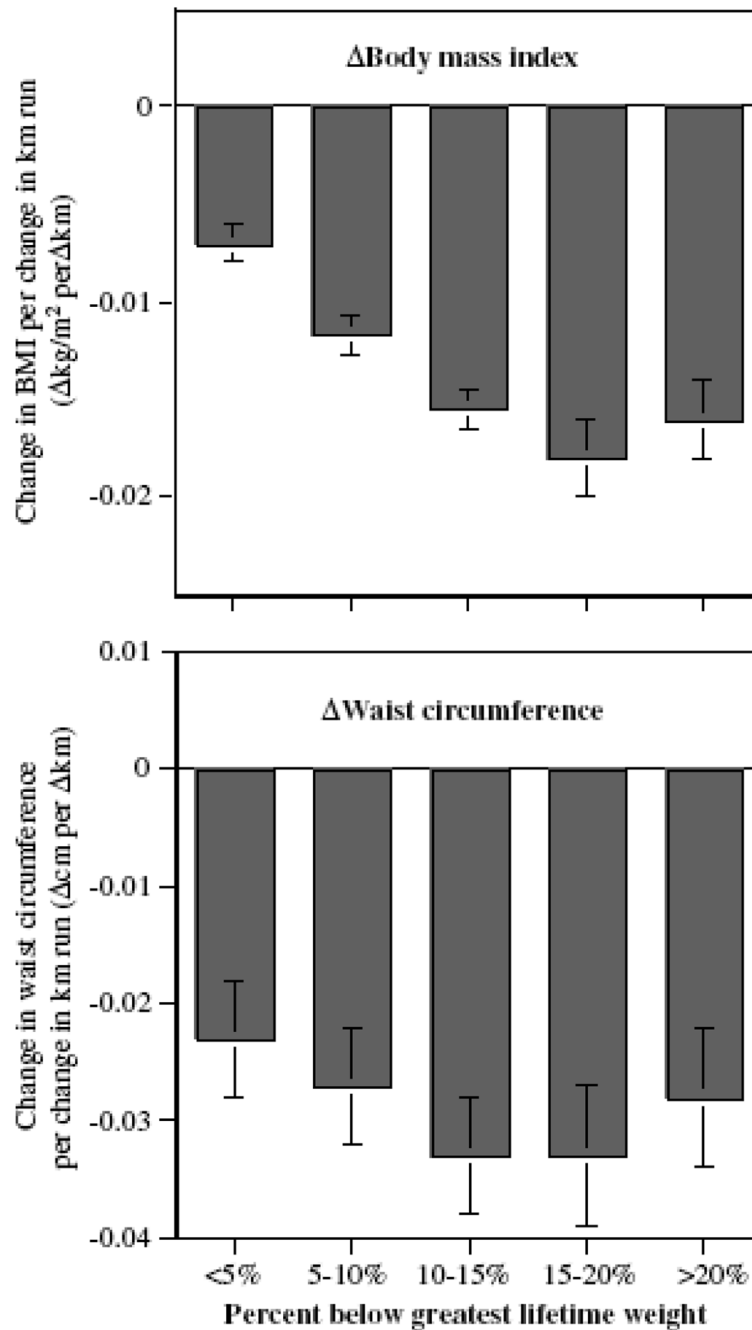 ΔBody mass index
Change in BMI per change in km run
(Δkg/m² perΔkm)
0
-0.01
-0.02
ΔWaist circumference
Change in waist circumference
per change in km run (Δcm per Δkm)
0.01
0
-0.01
-0.02
-0.03
-0.04
<5% 5-10% 10-15% 15-20% >20%
Percent below greatest lifetime weight